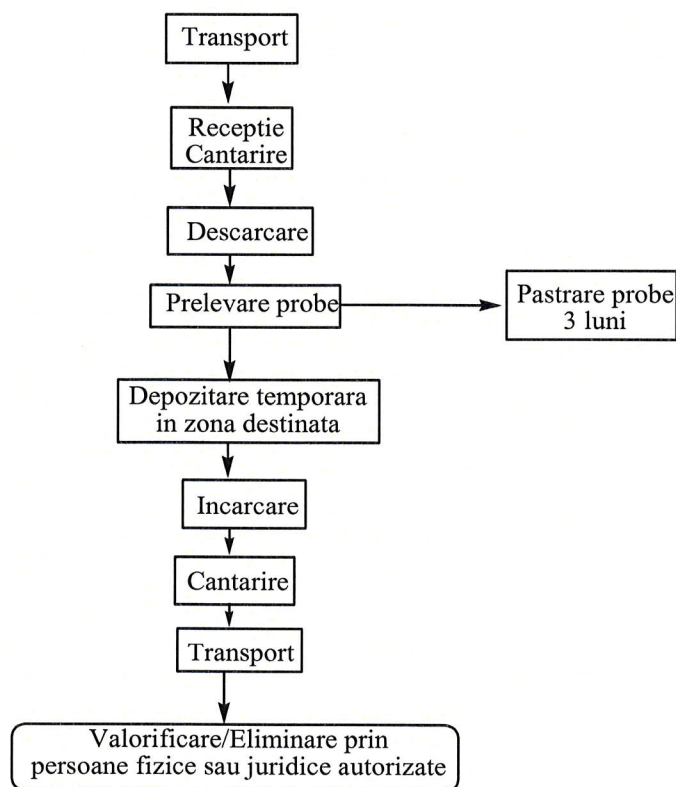 Transport
Receptie
Cantarire
Descarcare
Prelevare probe
Pastrare probe
3 luni
Depozitare temporara
in zona destinata
Incarcare
Cantarire
Transport
Valorificare/Eliminare prin
persoane fizice sau juridice autorizate